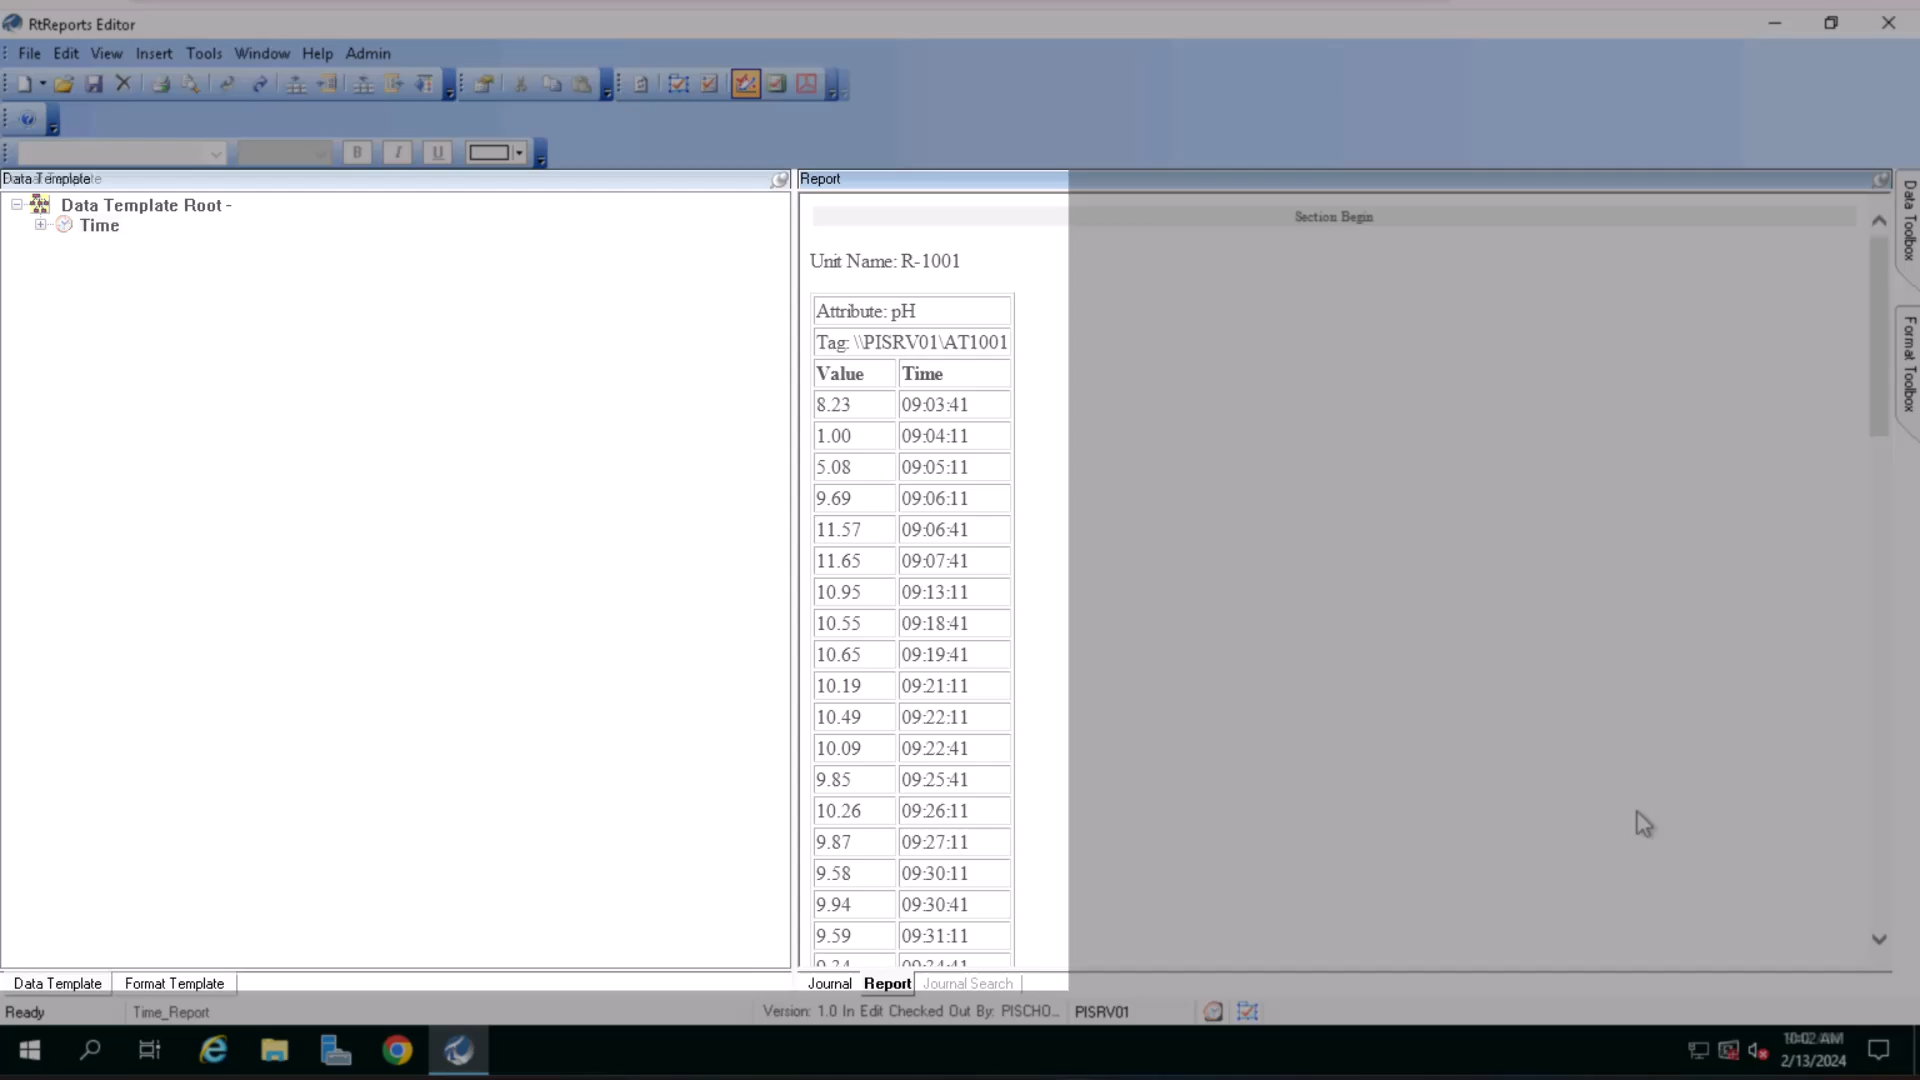 RtReports Editor
File Edit View Insert Tools Window Help Admin
B I U
Data Template
Report
Data Template Root -
Time
Section Begin
Unit Name: R-1001
Attribute: pH
Tag: \\PISRV01\AT1001
Value Time
8.23 09:03:41
1.00 09:04:11
5.08 09:05:11
9.69 09:06:11
11.57 09:06:41
11.65 09:07:41
10.95 09:13:11
10.55 09:18:41
10.65 09:19:41
10.19 09:21:11
10.49 09:22:11
10.09 09:22:41
9.85 09:25:41
10.26 09:26:11
9.87 09:27:11
9.58 09:30:11
9.94 09:30:41
9.59 09:31:11
Data Toolbox
Format Toolbox
Data Template Format Template
Journal Report Journal Search
Ready Time_Report Version: 1.0 In Edit Checked Out By: PISCHO... PISRV01
10:02 AM
2/13/2024